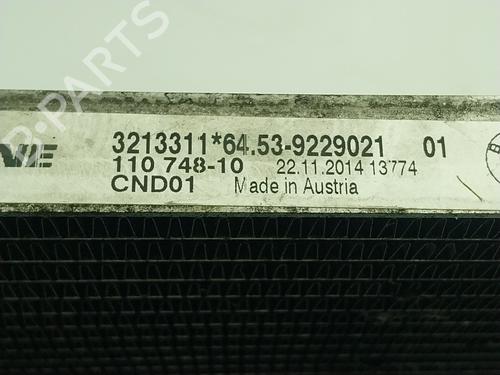 3213311*64.53-9229021 01
110 748-10 22.11.2014 13774
CND01 Made in Austria
B-PARTS